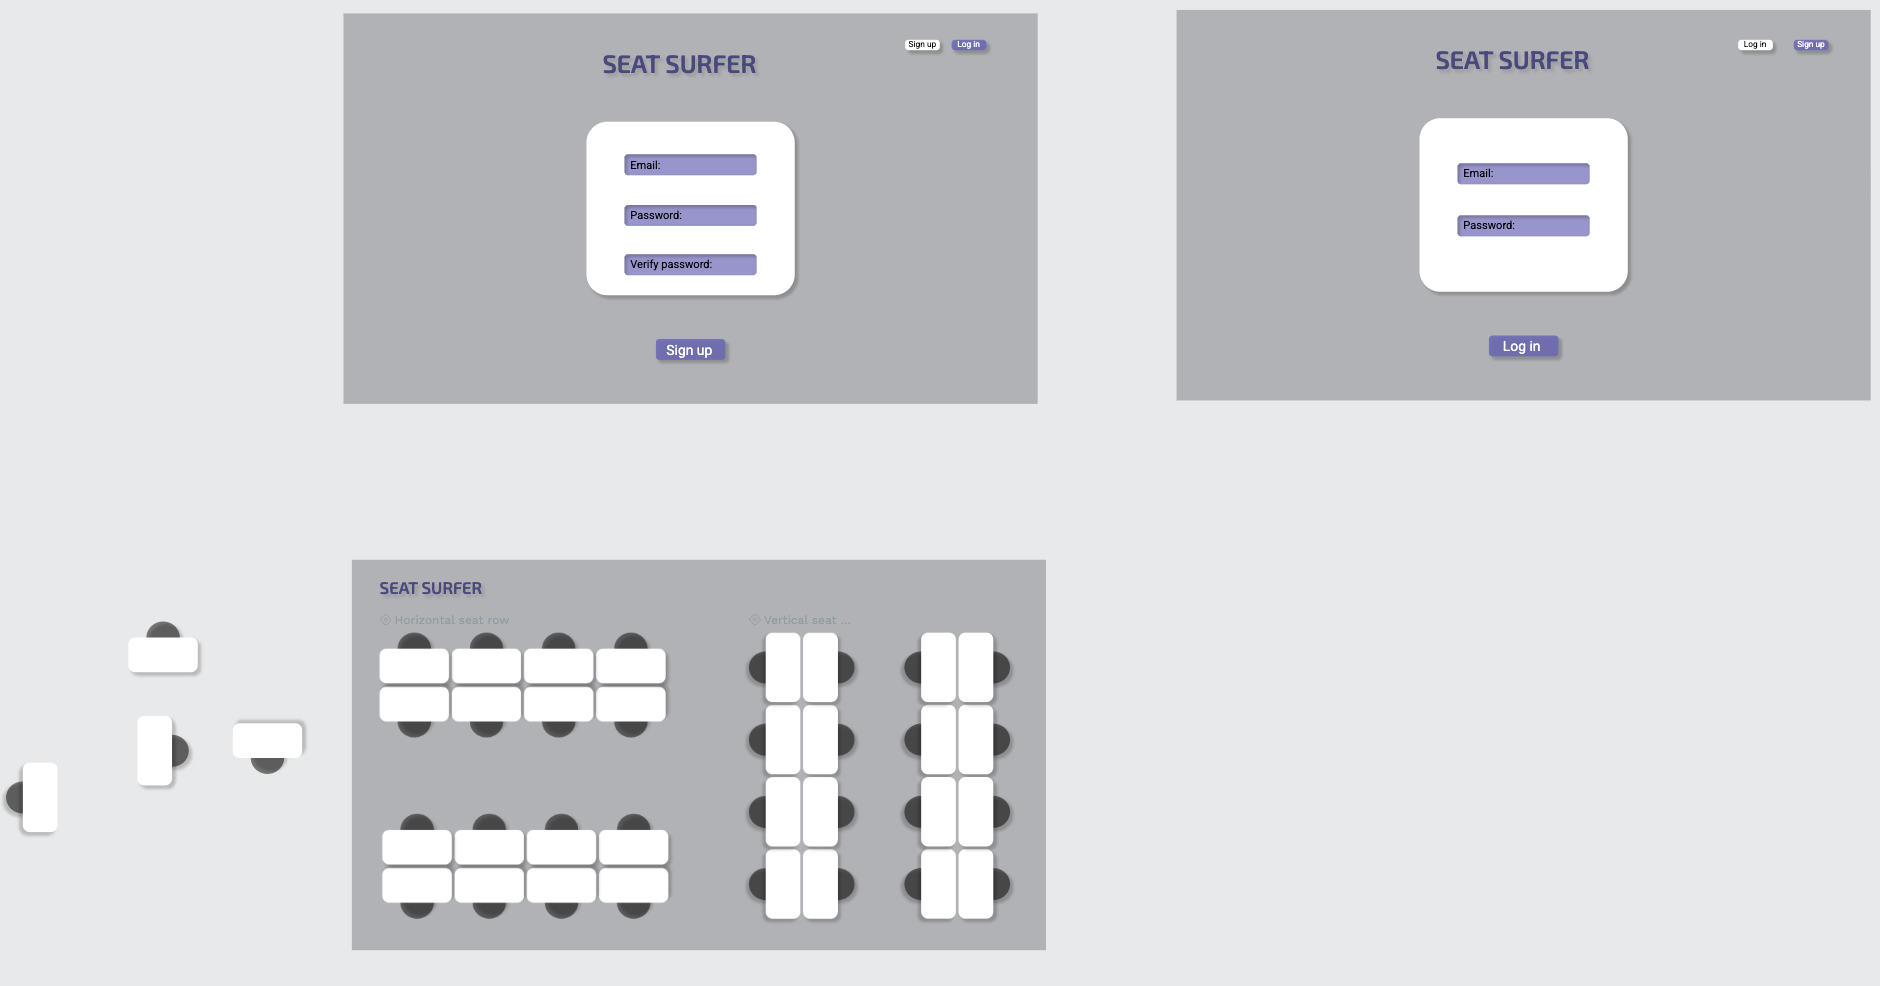 Sign up
Log in
SEAT SURFER
Email:
Password:
Verify password:
Sign up
Log in
Sign up
SEAT SURFER
Email:
Password:
Log in
SEAT SURFER
Horizontal seat row
Vertical seat ...